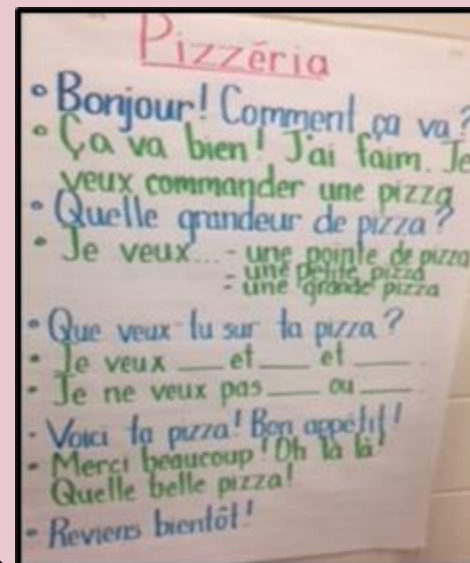 Pizzéria
• Bonjour! Comment ça va?
• Ça va bien! J'ai faim. Je
veux commander une pizza
• Quelle grandeur de pizza?
• Je veux... - une pointe de pizza
- une petite pizza
- une grande pizza
• Que veux-tu sur ta pizza?
• Je veux ___ et ___ et ___.
• Je ne veux pas ___ ou ___.
• Voici ta pizza! Bon appétit!
• Merci beaucoup! Oh là là!
Quelle belle pizza!
• Reviens bientôt!